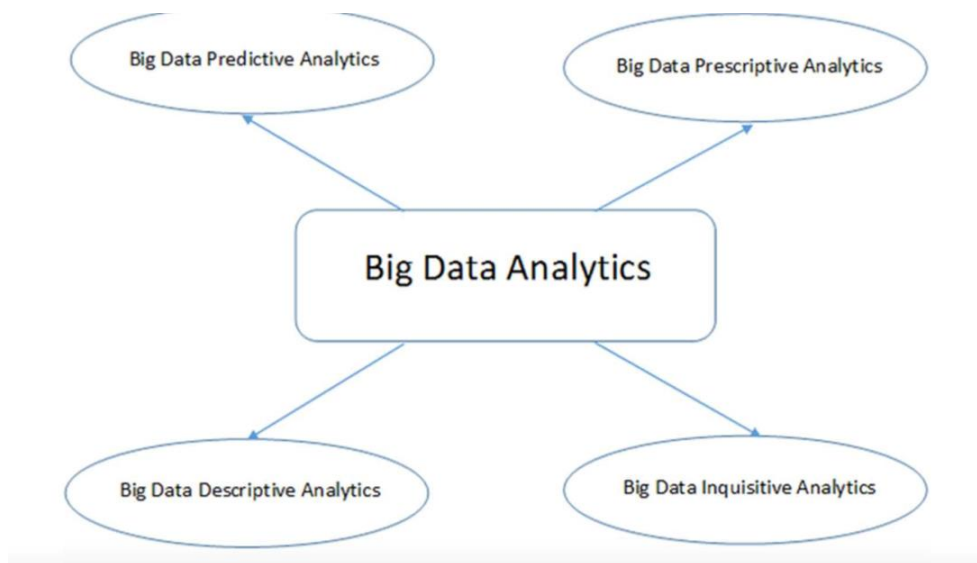 Big Data Predictive Analytics
Big Data Prescriptive Analytics
Big Data Analytics
Big Data Descriptive Analytics
Big Data Inquisitive Analytics